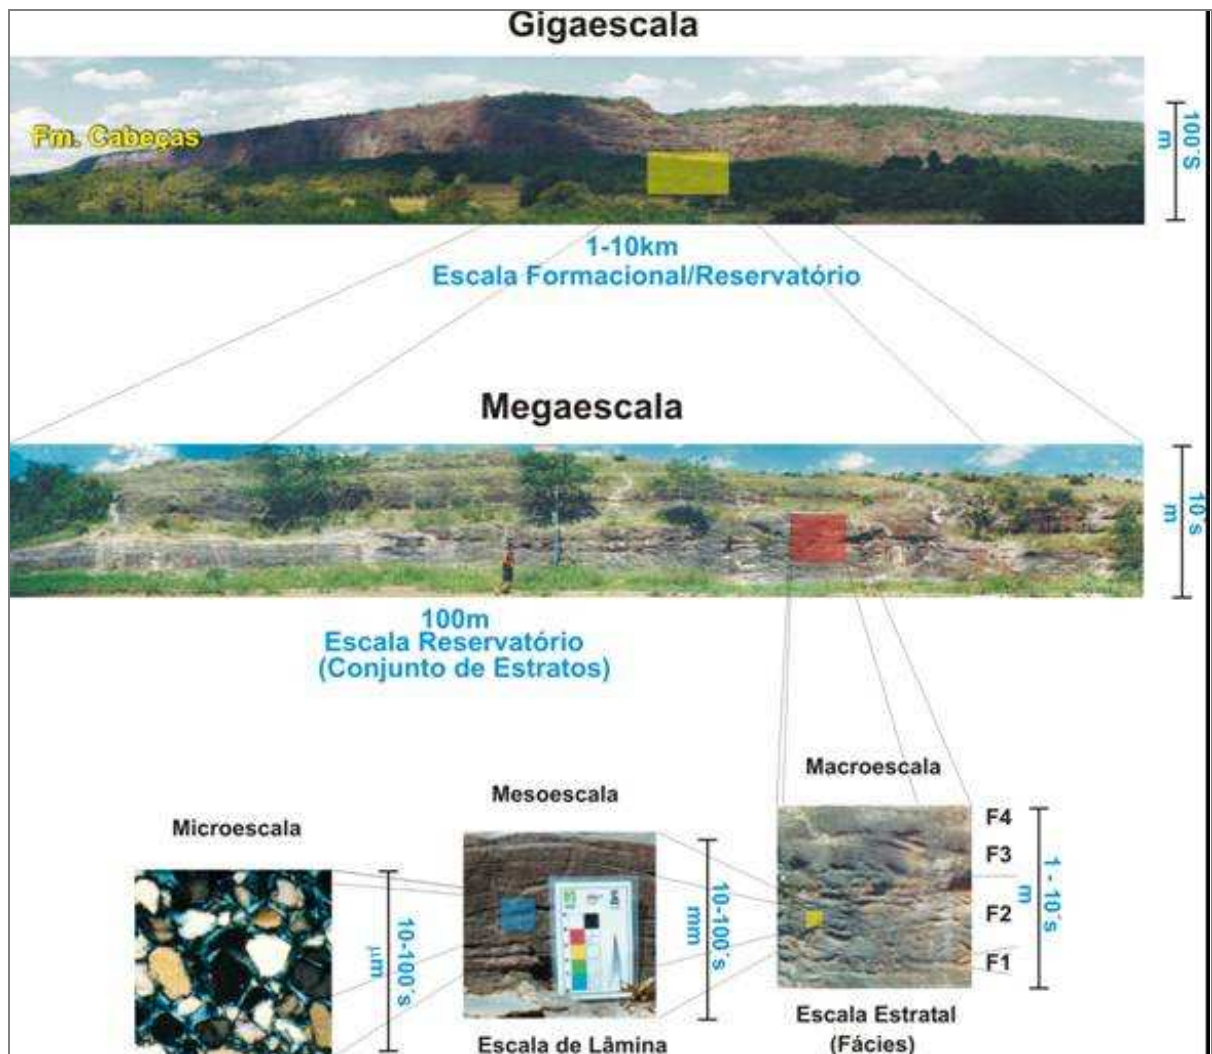 Gigaescala
Fm. Cabeças
100´S
m
1-10km
Escala Formacional/Reservatório
Megaescala
10´s
m
100m
Escala Reservatório
(Conjunto de Estratos)
Macroescala
Mesoescala
Microescala
F4
F3
F2
F1
1 - 10´s
m
10-100´s
mm
10-100´s
µm
Escala Estratal
(Fácies)
Escala de Lâmina